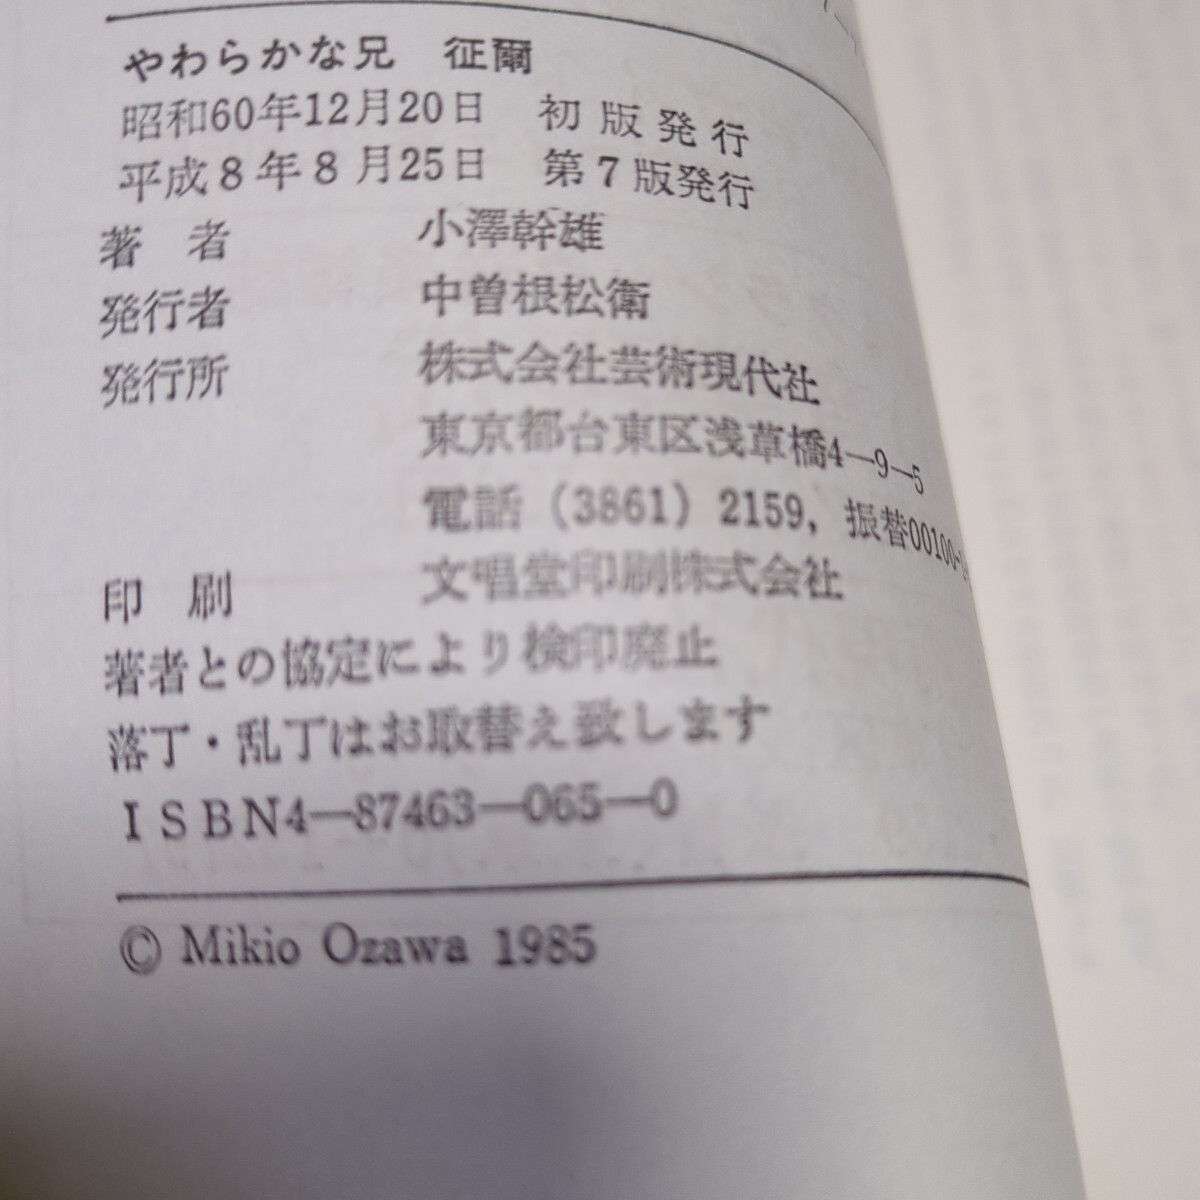 やわらかな兄 征爾
昭和60年12月20日 初版発行
平成8年8月25日 第7版発行
著 者 小澤幹雄
発行者 中曽根松衛
発行所 株式会社芸術現代社
東京都台東区浅草橋4—9—5
電話 (3861) 2159, 振替00100-
印 刷 文唱堂印刷株式会社
著者との協定により検印廃止
落丁・乱丁はお取替え致します
ISBN4—87463—065—0
© Mikio Ozawa 1985